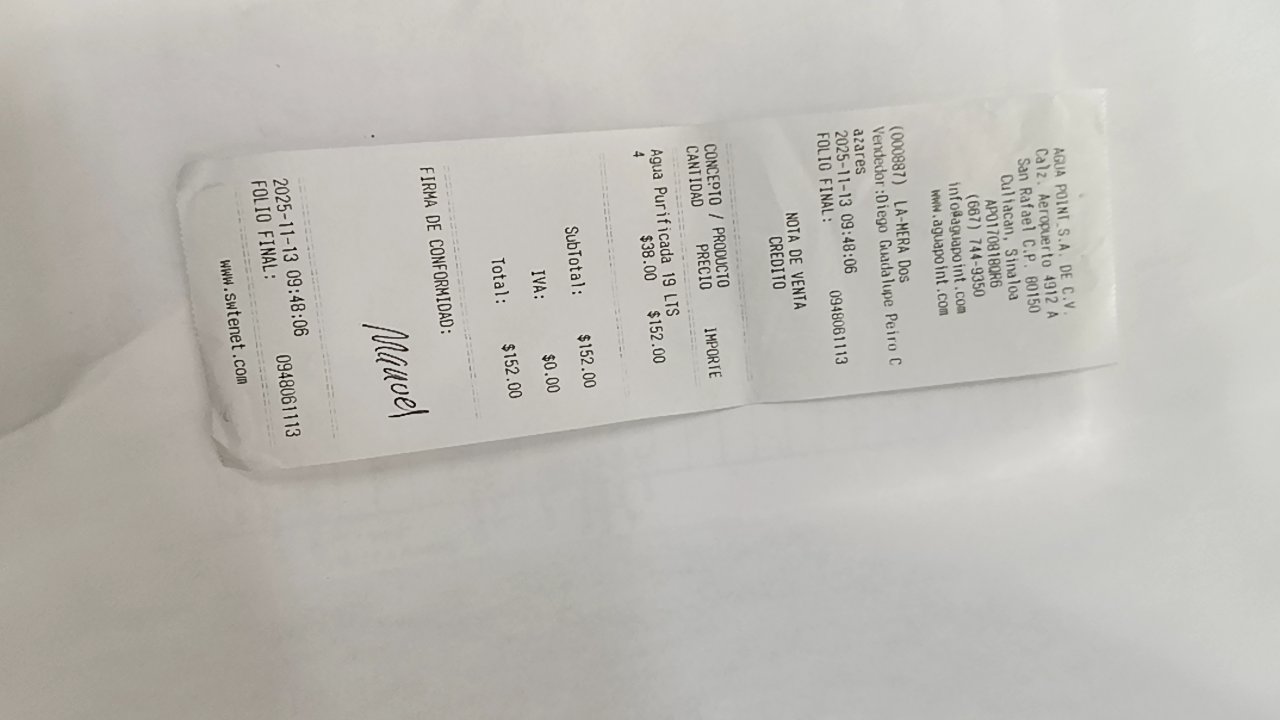 AGUA POINT S.A. DE C.V.
Calz. Aeropuerto 4912 A
San Rafael C.P. 80150
Culiacan, Sinaloa
APO170818QR6
(667) 744-9350
info@aguapoint.com
www.aguapoint.com
(000887) LA-MERA Dos
Vendedor:Diego Guadalupe Peiro C
azares
2025-11-13 09:48:06
FOLIO FINAL: 0948061113
NOTA DE VENTA
CREDITO
CONCEPTO / PRODUCTO
CANTIDAD PRECIO IMPORTE
Agua Purificada 19 LTS
4 $38.00 $152.00
SubTotal: $152.00
IVA: $0.00
Total: $152.00
FIRMA DE CONFORMIDAD:
Manuel
2025-11-13 09:48:06
FOLIO FINAL: 0948061113
www.swtenet.com